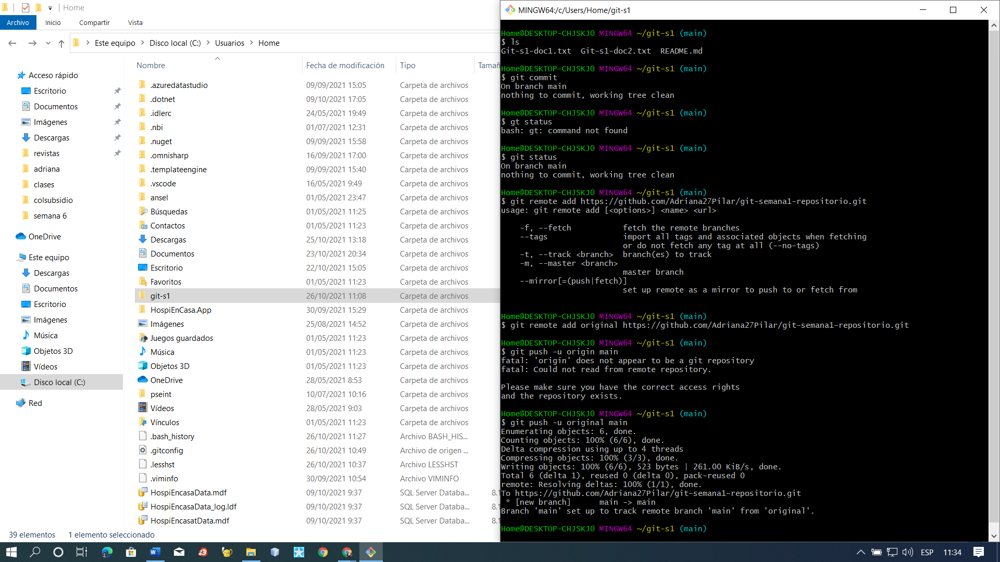 Home
Archivo
Inicio
Compartir
Vista
Este equipo
Disco local (C:)
Usuarios
Home
Nombre
Fecha de modificación
Tipo
Tamañ
Acceso rápido
Escritorio
Documentos
Imágenes
Descargas
revistas
adriana
clases
colsubsidio
semana 6
OneDrive
Este equipo
Descargas
Documentos
Escritorio
Imágenes
Música
Objetos 3D
Vídeos
Disco local (C:)
Red
.azuredatastudio 09/09/2021 15:05 Carpeta de archivos
.dotnet 09/10/2021 17:05 Carpeta de archivos
.idlerc 24/05/2021 19:49 Carpeta de archivos
.nbi 01/07/2021 12:31 Carpeta de archivos
.nuget 09/09/2021 15:58 Carpeta de archivos
.omnisharp 16/09/2021 17:00 Carpeta de archivos
.templateengine 09/09/2021 15:40 Carpeta de archivos
.vscode 16/05/2021 9:49 Carpeta de archivos
ansel 01/05/2021 23:47 Carpeta de archivos
Búsquedas 01/05/2021 11:25 Carpeta de archivos
Contactos 01/05/2021 11:23 Carpeta de archivos
Descargas 25/10/2021 13:18 Carpeta de archivos
Documentos 23/10/2021 20:34 Carpeta de archivos
Escritorio 22/10/2021 15:05 Carpeta de archivos
Favoritos 01/05/2021 11:23 Carpeta de archivos
git-s1 26/10/2021 11:08 Carpeta de archivos
HospiEnCasa.App 30/09/2021 15:29 Carpeta de archivos
Imágenes 25/08/2021 14:52 Carpeta de archivos
Juegos guardados 01/05/2021 11:23 Carpeta de archivos
Música 01/05/2021 11:23 Carpeta de archivos
Objetos 3D 01/05/2021 11:23 Carpeta de archivos
OneDrive 28/05/2021 8:53 Carpeta de archivos
pseint 10/07/2021 10:16 Carpeta de archivos
Vídeos 28/05/2021 9:03 Carpeta de archivos
Vínculos 01/05/2021 11:23 Carpeta de archivos
.bash_history 26/10/2021 11:27 Archivo BASH_HIS...
.gitconfig 26/10/2021 10:49 Archivo de origen ...
.lesshst 26/10/2021 10:37 Archivo LESSHST
.viminfo 30/09/2021 10:54 Archivo VIMINFO
HospiEncasaData.mdf 09/10/2021 9:37 SQL Server Databa... 8.1
HospiEncasaData_log.ldf 09/10/2021 9:37 SQL Server Databa... 8.1
HospiEncasatData.mdf 09/10/2021 9:37 SQL Server Databa... 8.1
39 elementos 1 elemento seleccionado
MINGW64:/c/Users/Home/git-s1
Home@DESKTOP-CHJSKJO MINGW64 ~/git-s1 (main)
$ ls
Git-s1-doc1.txt Git-s1-doc2.txt README.md
Home@DESKTOP-CHJSKJO MINGW64 ~/git-s1 (main)
$ git commit
On branch main
nothing to commit, working tree clean
Home@DESKTOP-CHJSKJO MINGW64 ~/git-s1 (main)
$ gt status
bash: gt: command not found
Home@DESKTOP-CHJSKJO MINGW64 ~/git-s1 (main)
$ git status
On branch main
nothing to commit, working tree clean
Home@DESKTOP-CHJSKJO MINGW64 ~/git-s1 (main)
$ git remote add https://github.com/Adriana27Pilar/git-semana1-repositorio.git
usage: git remote add [<options>] <name> <url>
-f, --fetch fetch the remote branches
--tags import all tags and associated objects when fetching
or do not fetch any tag at all (--no-tags)
-t, --track <branch> branch(es) to track
-m, --master <branch>
master branch
--mirror[=(push|fetch)]
set up remote as a mirror to push to or fetch from
Home@DESKTOP-CHJSKJO MINGW64 ~/git-s1 (main)
$ git remote add original https://github.com/Adriana27Pilar/git-semana1-repositorio.git
Home@DESKTOP-CHJSKJO MINGW64 ~/git-s1 (main)
$ git push -u origin main
fatal: 'origin' does not appear to be a git repository
fatal: Could not read from remote repository.
Please make sure you have the correct access rights
and the repository exists.
Home@DESKTOP-CHJSKJO MINGW64 ~/git-s1 (main)
$ git push -u original main
Enumerating objects: 6, done.
Counting objects: 100% (6/6), done.
Delta compression using up to 4 threads
Compressing objects: 100% (3/3), done.
Writing objects: 100% (6/6), 523 bytes | 261.00 KiB/s, done.
Total 6 (delta 1), reused 0 (delta 0), pack-reused 0
remote: Resolving deltas: 100% (1/1), done.
To https://github.com/Adriana27Pilar/git-semana1-repositorio.git
* [new branch] main -> main
Branch 'main' set up to track remote branch 'main' from 'original'.
Home@DESKTOP-CHJSKJO MINGW64 ~/git-s1 (main)
ESP 11:34